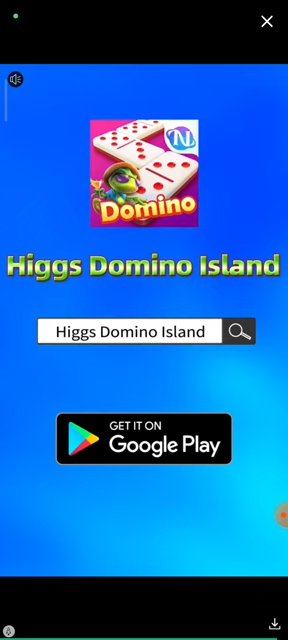 N
Domino
Higgs Domino Island
Higgs Domino Island
GET IT ON
Google Play